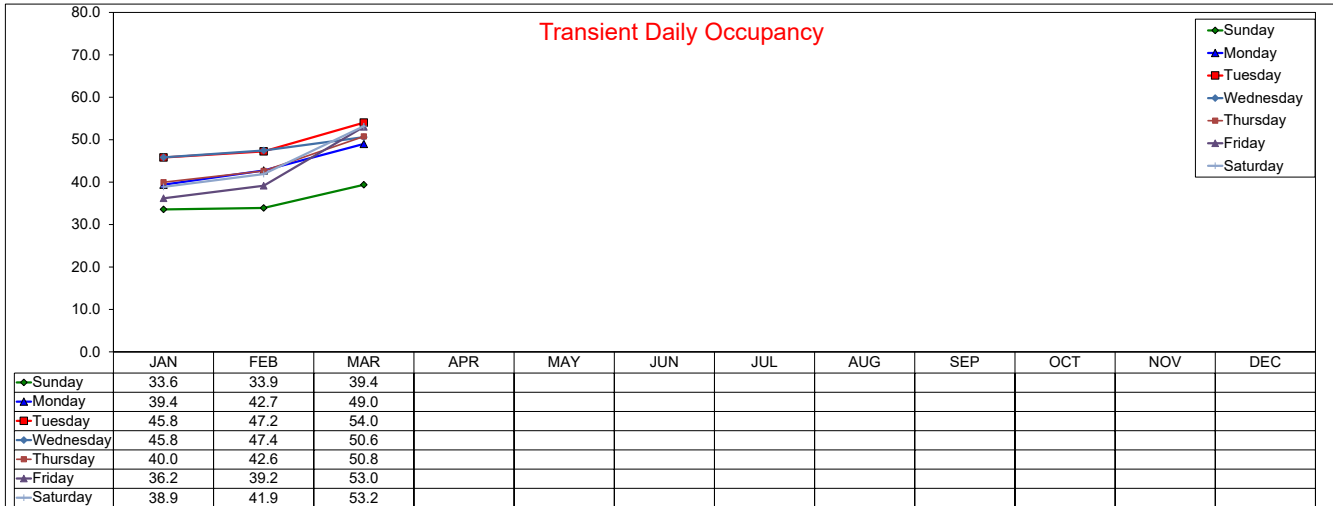 Transient Daily Occupancy
80.0
70.0
60.0
50.0
40.0
30.0
20.0
10.0
0.0
Sunday
Monday
Tuesday
Wednesday
Thursday
Friday
Saturday
JAN FEB MAR APR MAY JUN JUL AUG SEP OCT NOV DEC
Sunday 33.6 33.9 39.4
Monday 39.4 42.7 49.0
Tuesday 45.8 47.2 54.0
Wednesday 45.8 47.4 50.6
Thursday 40.0 42.6 50.8
Friday 36.2 39.2 53.0
Saturday 38.9 41.9 53.2